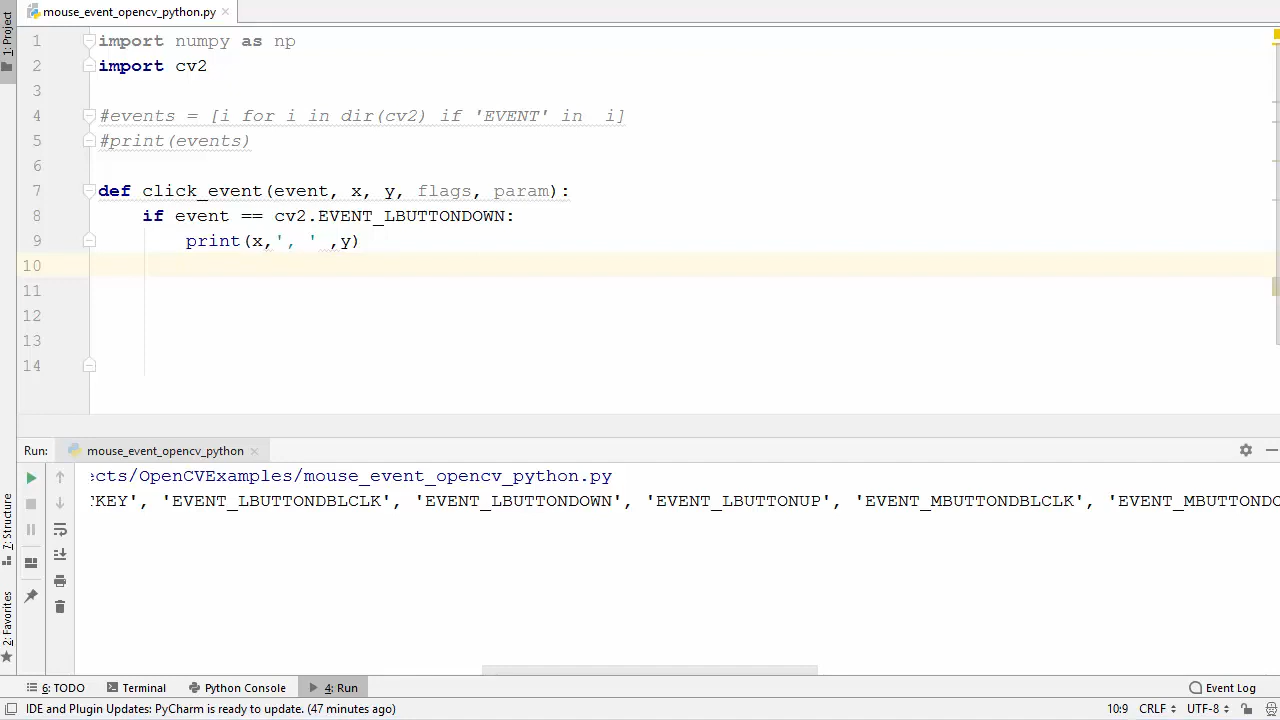 mouse_event_opencv_python.py
1: Project
1 import numpy as np
2 import cv2
3
4 #events = [i for i in dir(cv2) if 'EVENT' in  i]
5 #print(events)
6
7 def click_event(event, x, y, flags, param):
8     if event == cv2.EVENT_LBUTTONDOWN:
9         print(x,', ' ,y)
10
11
12
13
14
Run: mouse_event_opencv_python
ects/OpenCVExamples/mouse_event_opencv_python.py
TKEY', 'EVENT_LBUTTONDBLCLK', 'EVENT_LBUTTONDOWN', 'EVENT_LBUTTONUP', 'EVENT_MBUTTONDBLCLK', 'EVENT_MBUTTONDO
7: Structure
2: Favorites
6: TODO Terminal Python Console 4: Run Event Log
IDE and Plugin Updates: PyCharm is ready to update. (47 minutes ago) 10:9 CRLF UTF-8